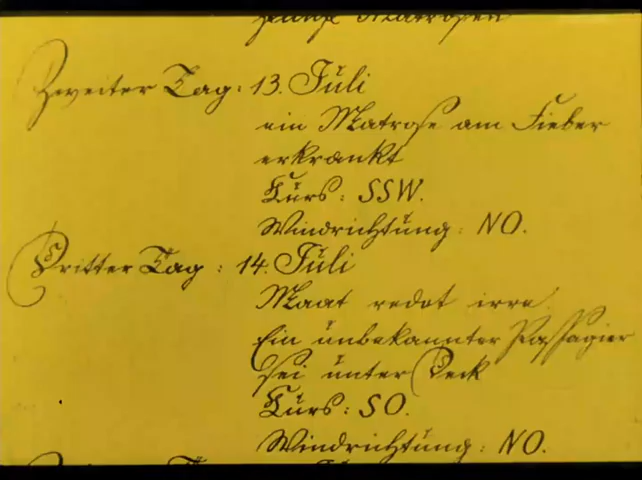 Matrosen
Zweiter Tag: 13. Juli
ein Matrose am Fieber
erkrankt
Kurs: SSW.
Windrichtung: NO.
Dritter Tag: 14. Juli
Maat redet irre.
Ein unbekannter Passagier
sei unter Deck
Kurs: SO.
Windrichtung: NO.